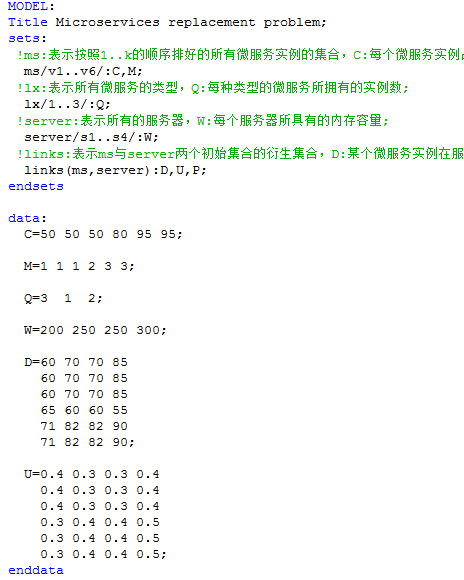 MODEL:
Title Microservices replacement problem;
sets:
!ms:表示按照1..k的顺序排好的所有微服务实例的集合，C:每个微服务实例
ms/v1..v6/:C,M;
!lx:表示所有微服务的类型，Q:每种类型的微服务所拥有的实例数;
lx/1..3/:Q;
!server:表示所有的服务器，W:每个服务器所具有的内存容量;
server/s1..s4/:W;
!links:表示ms与server两个初始集合的衍生集合，D:某个微服务实例在服
links(ms,server):D,U,P;
endsets
data:
C=50 50 50 80 95 95;
M=1 1 1 2 3 3;
Q=3 1 2;
W=200 250 250 300;
D=60 70 70 85
60 70 70 85
60 70 70 85
65 60 60 55
71 82 82 90
71 82 82 90;
U=0.4 0.3 0.3 0.4
0.4 0.3 0.3 0.4
0.4 0.3 0.3 0.4
0.3 0.4 0.4 0.5
0.3 0.4 0.4 0.5
0.3 0.4 0.4 0.5;
enddata